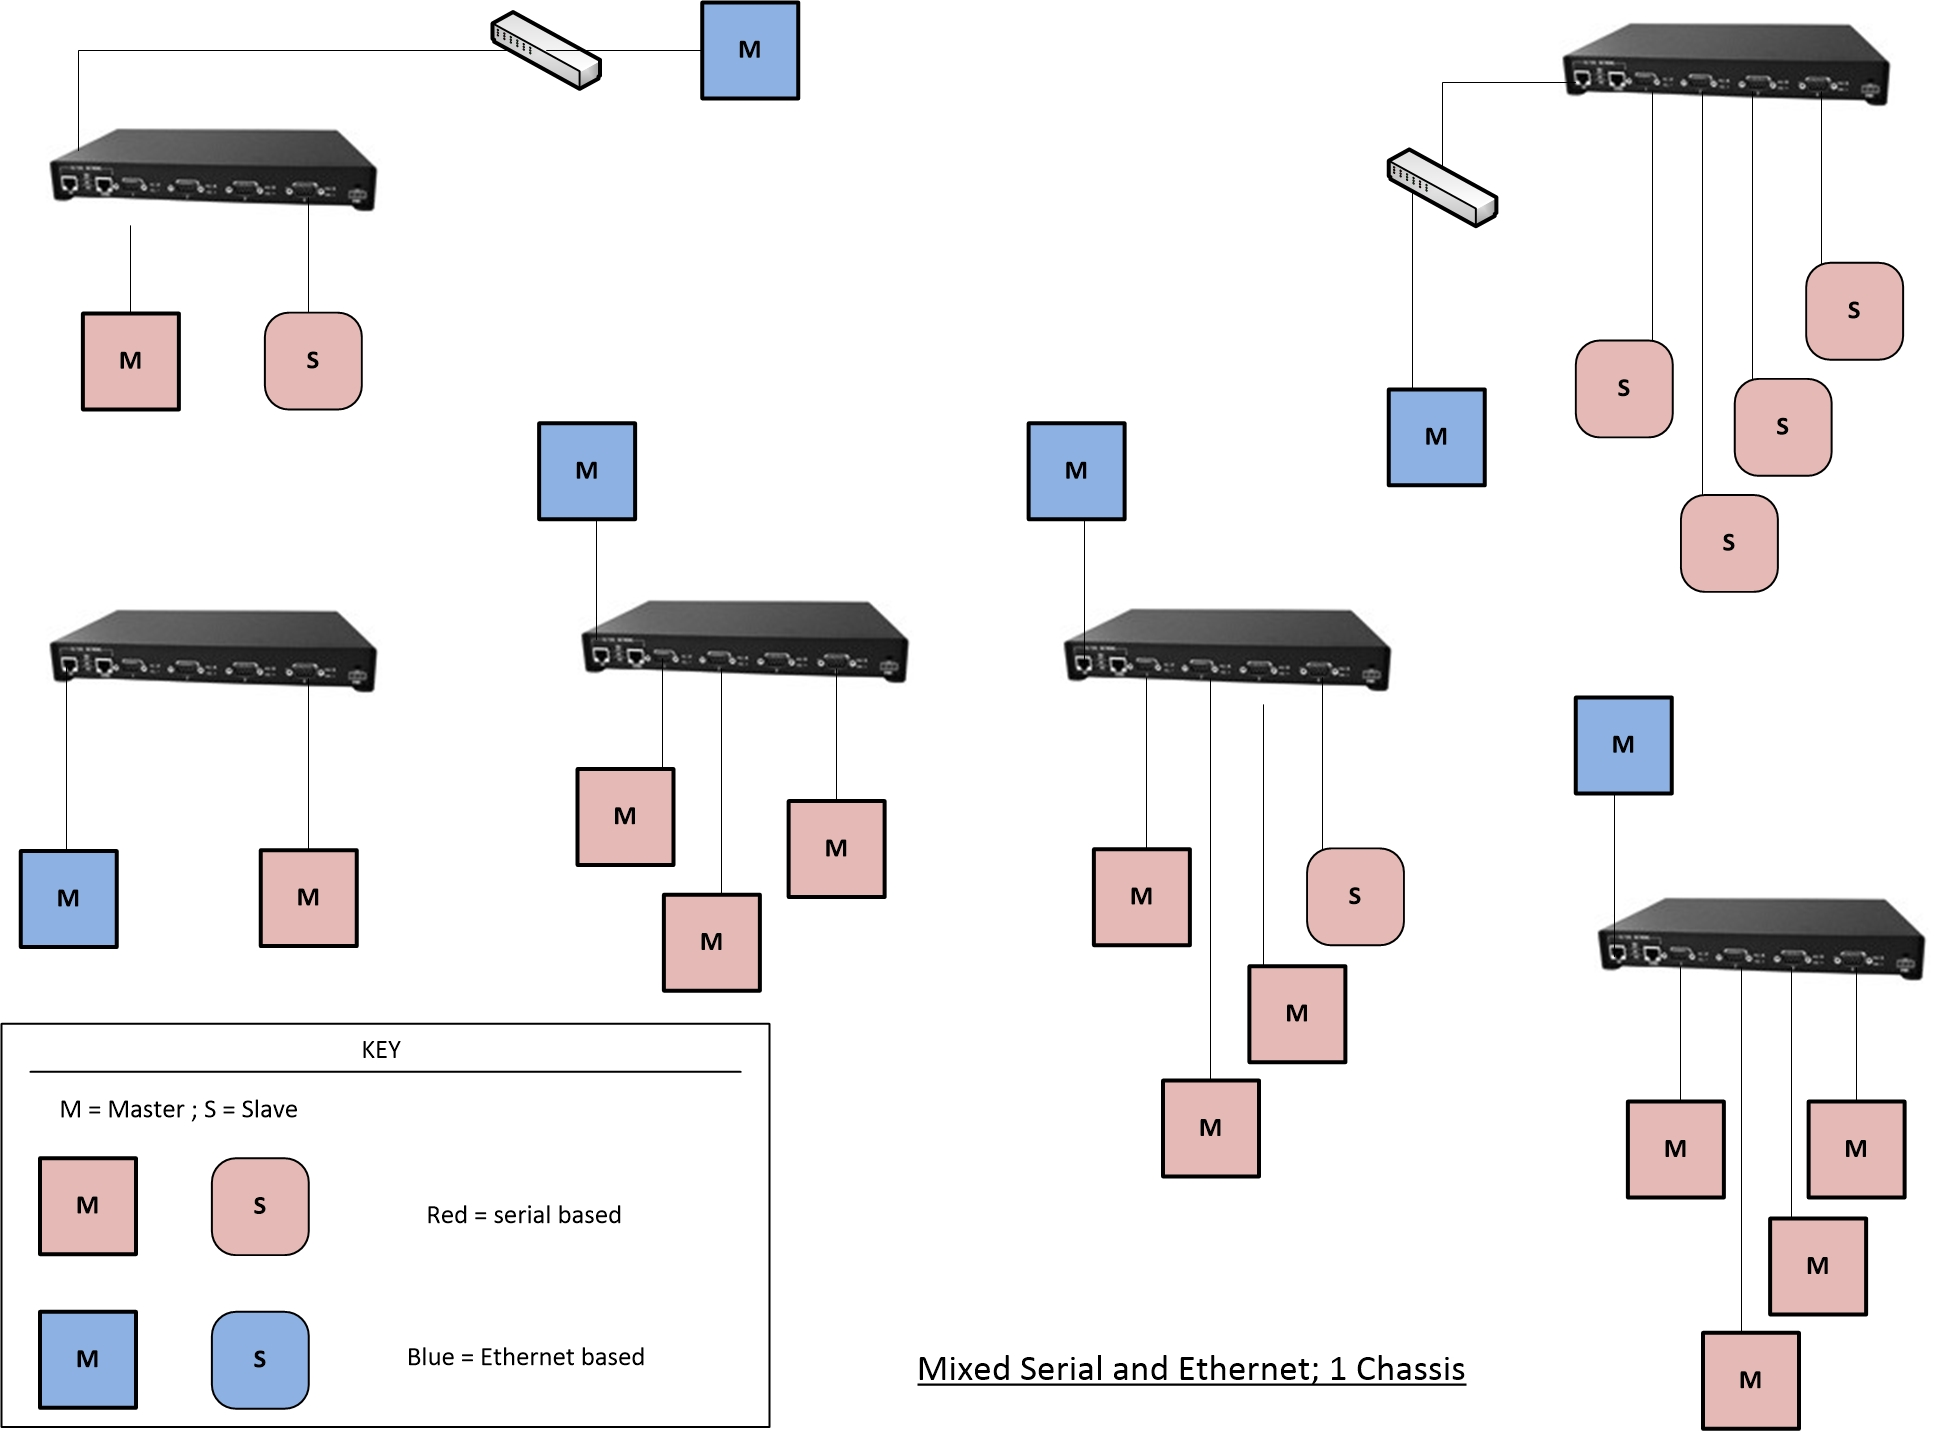 M
M
S
S
S
S
S
M
M
M
M
M
M
M
M
M
M
S
M
M
M
M
M
M
M
KEY
M = Master ; S = Slave
M S
Red = serial based
M S
Blue = Ethernet based
Mixed Serial and Ethernet; 1 Chassis